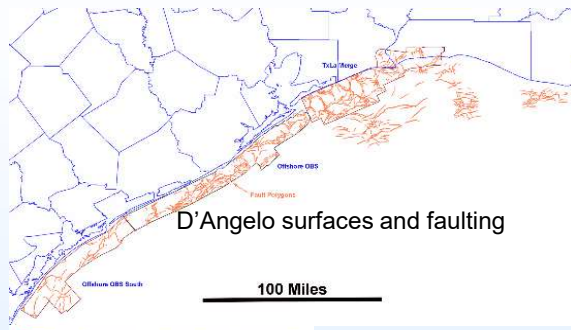 TxLa Merge
Offshore OBS
Fault Polygons
D'Angelo surfaces and faulting
Offshore OBS South
100 Miles